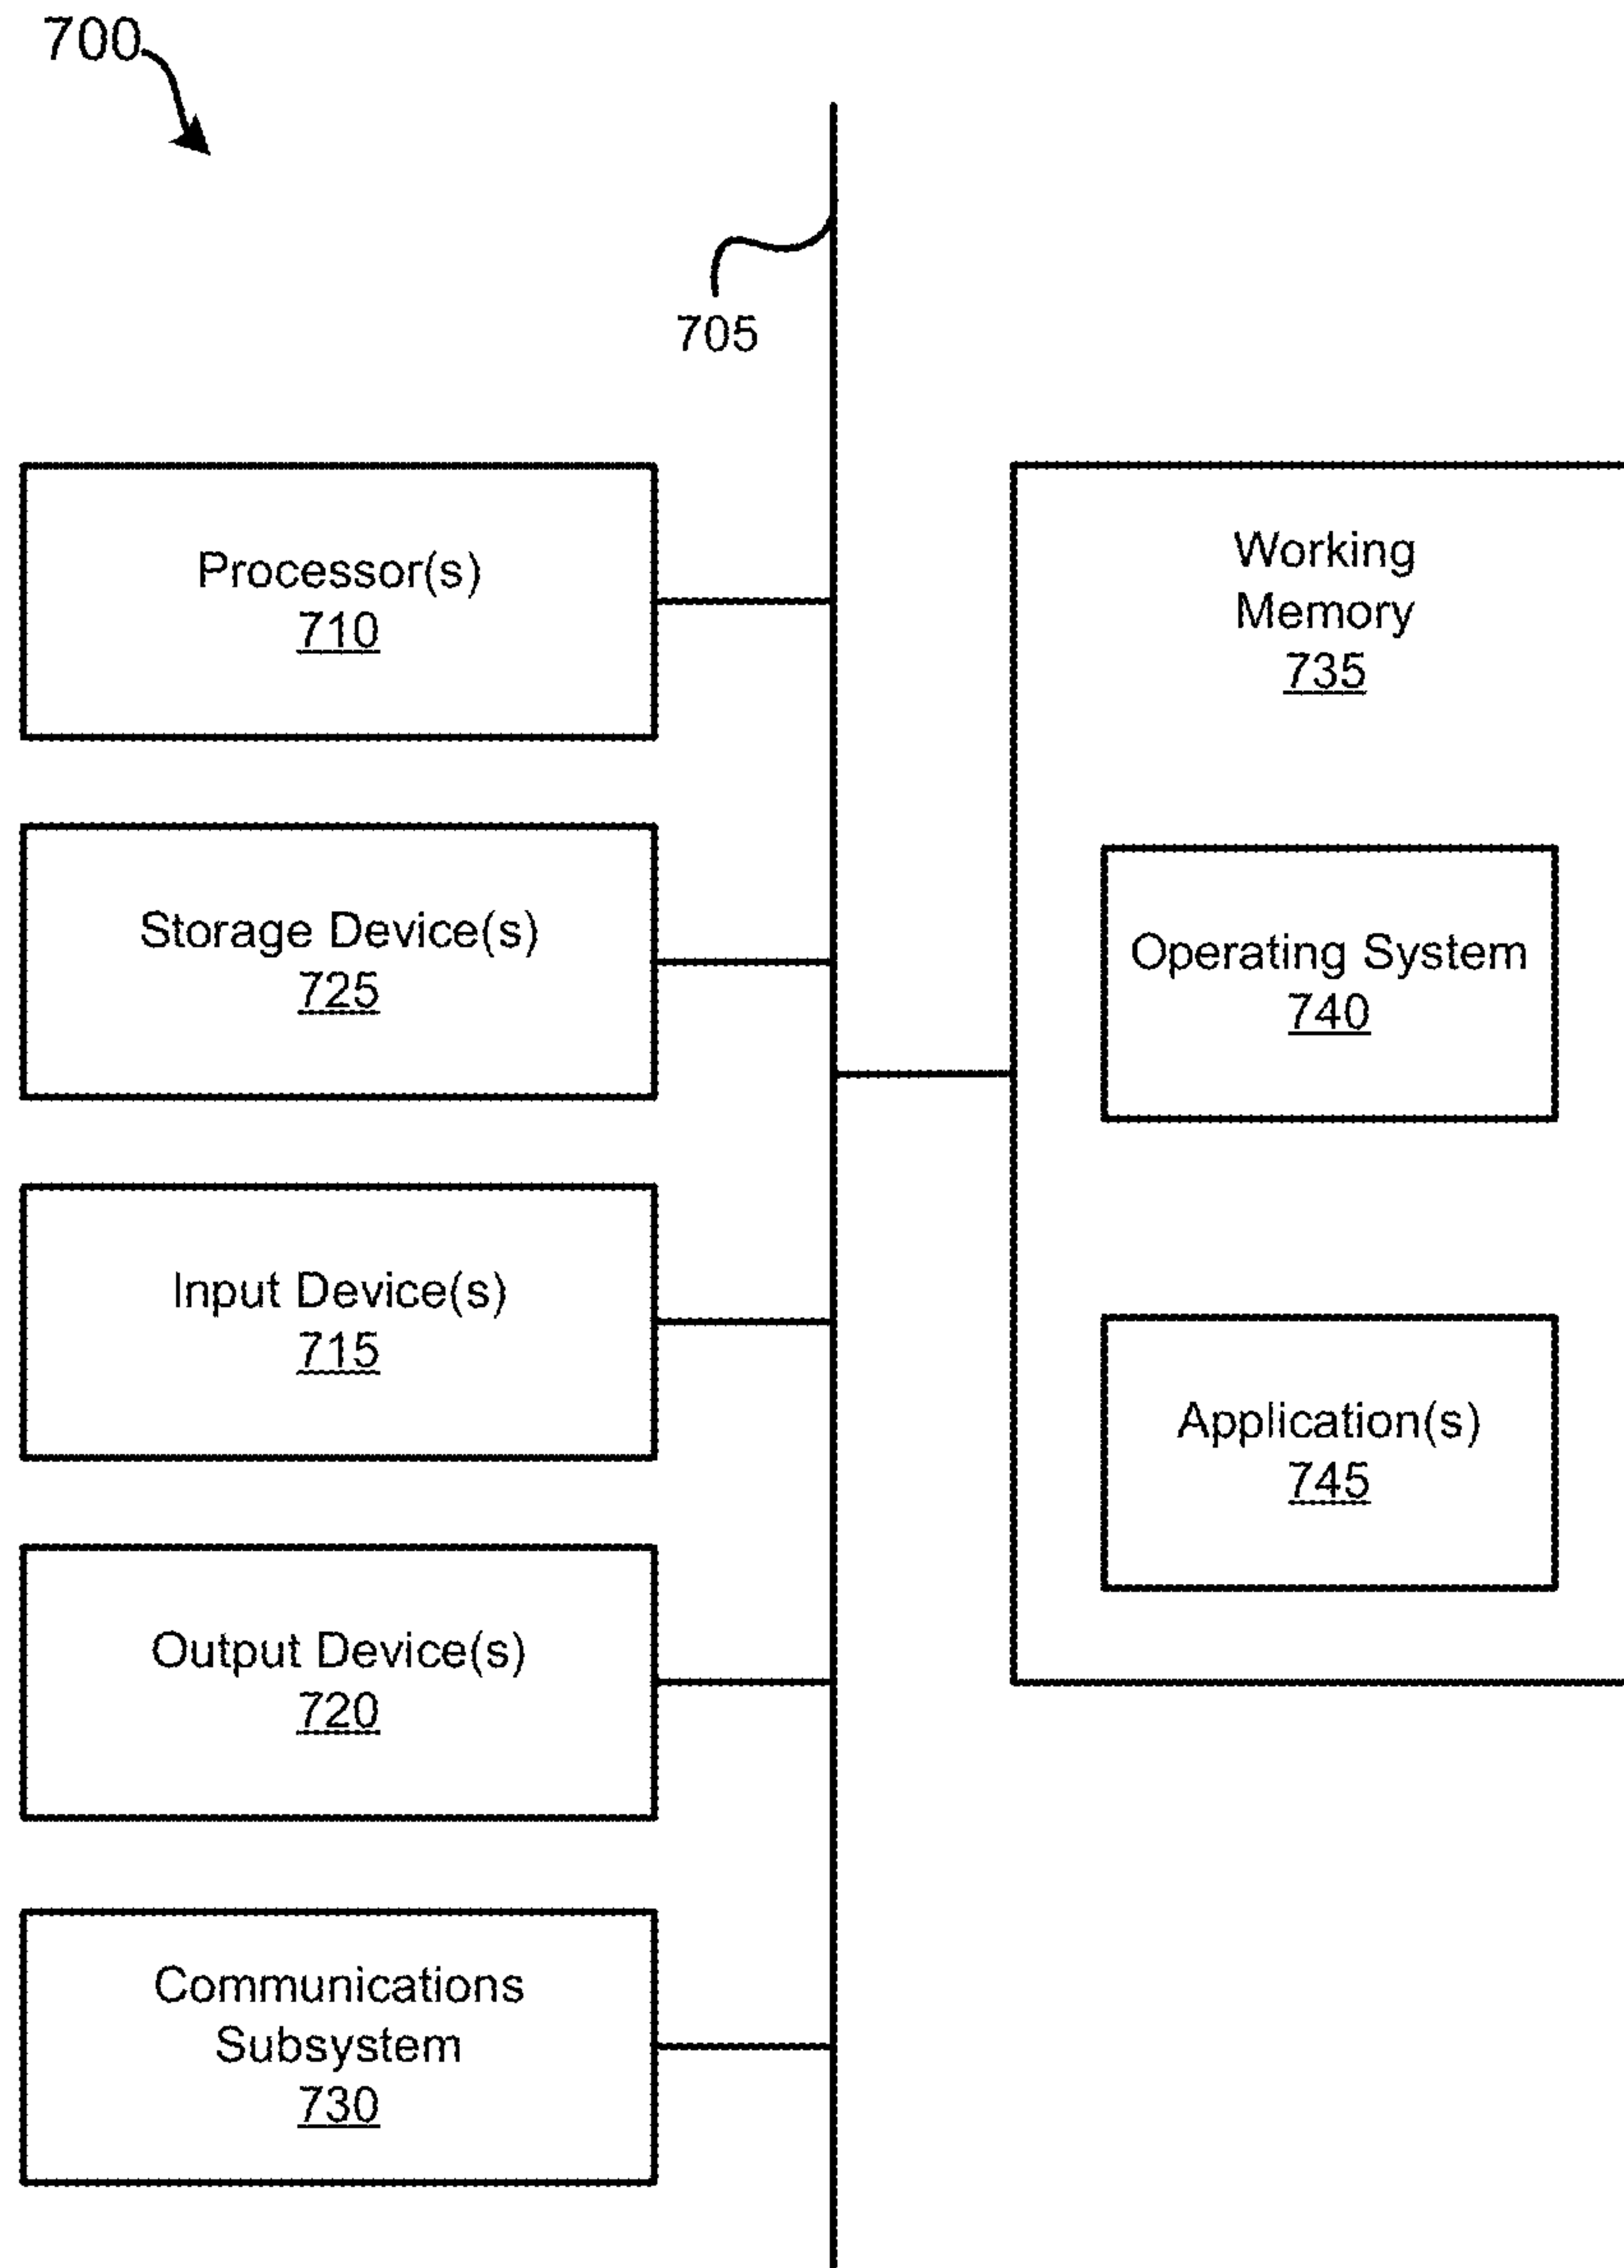 700
705
Processor(s)
710
Storage Device(s)
725
Input Device(s)
715
Output Device(s)
720
Communications
Subsystem
730
Working
Memory
735
Operating System
740
Application(s)
745